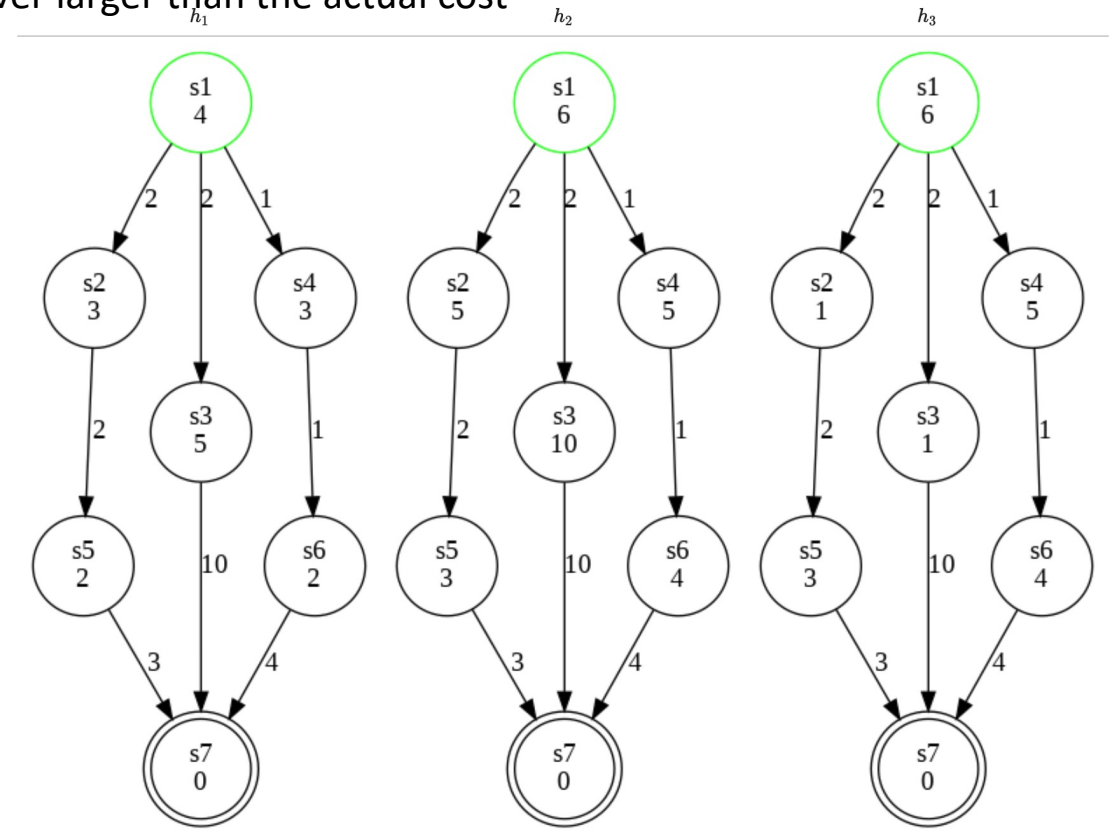 ver larger than the actual cost
h₁ h₂ h₃
s1 s1 s1
4 6 6
2 2 1 2 2 1 2 2 1
s2 s4 s2 s4 s2 s4
3 3 5 5 1 5
s3 s3 s3
5 10 1
2 1 2 1 2 1
s5 s6 s5 s6 s5 s6
2 2 3 4 3 4
10 10 10
3 4 3 4 3 4
s7 s7 s7
0 0 0